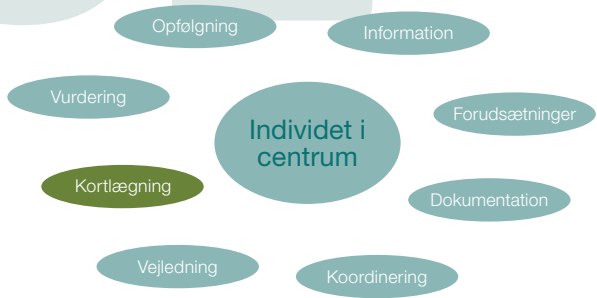 Opfølgning
Information
Vurdering
Forudsætninger
Individet i
centrum
Kortlægning
Dokumentation
Vejledning
Koordinering